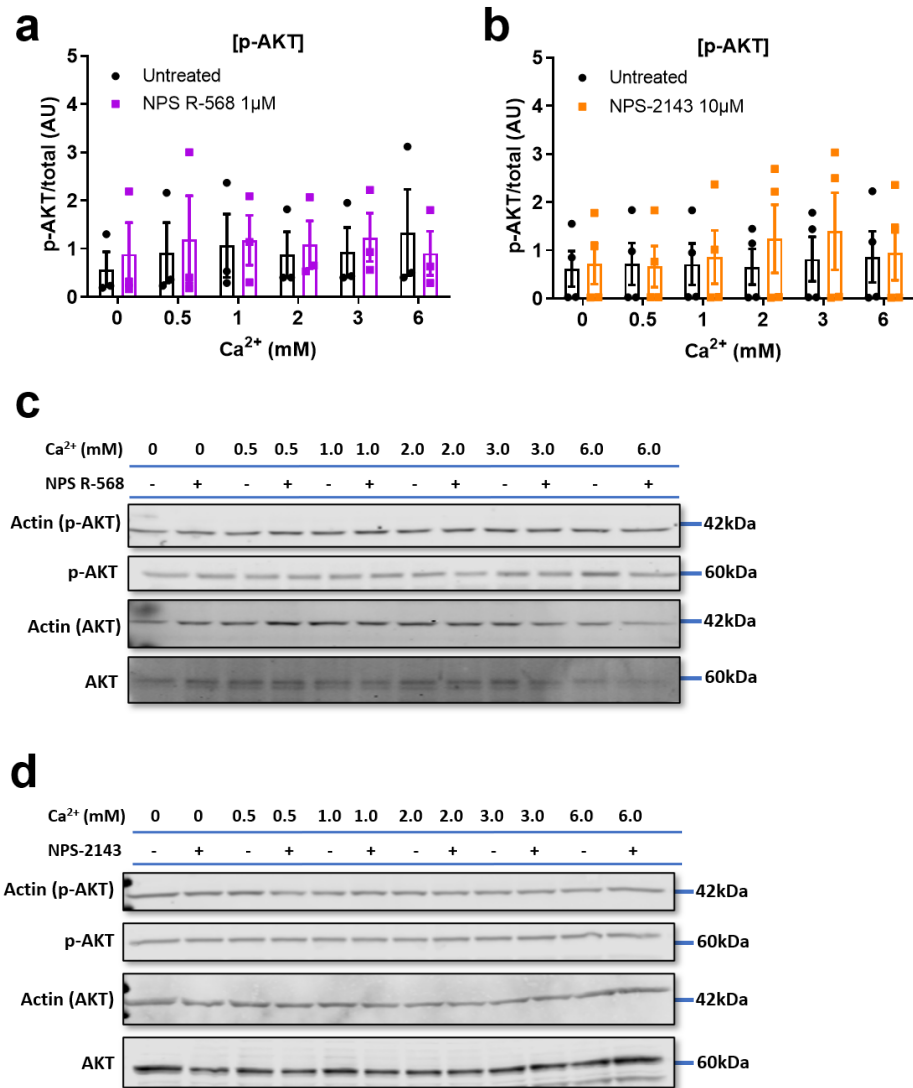 a
[p-AKT]
Untreated
NPS R-568 1µM
p-AKT/total (AU)
5
4
3
2
1
0
0 0.5 1 2 3 6
Ca²⁺ (mM)
b
[p-AKT]
Untreated
NPS-2143 10µM
p-AKT/total (AU)
5
4
3
2
1
0
0 0.5 1 2 3 6
Ca²⁺ (mM)
c
Ca²⁺ (mM) 0 0 0.5 0.5 1.0 1.0 2.0 2.0 3.0 3.0 6.0 6.0
NPS R-568 - + - + - + - + - + - +
Actin (p-AKT) 42kDa
p-AKT 60kDa
Actin (AKT) 42kDa
AKT 60kDa
d
Ca²⁺ (mM) 0 0 0.5 0.5 1.0 1.0 2.0 2.0 3.0 3.0 6.0 6.0
NPS-2143 - + - + - + - + - + - +
Actin (p-AKT) 42kDa
p-AKT 60kDa
Actin (AKT) 42kDa
AKT 60kDa